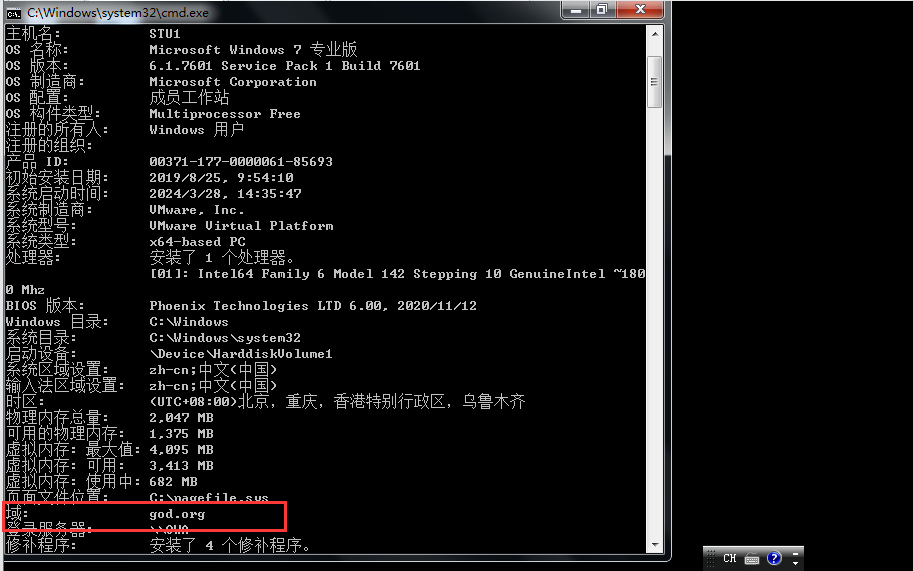 C:\Windows\system32\cmd.exe
主机名: STU1
OS 名称: Microsoft Windows 7 专业版
OS 版本: 6.1.7601 Service Pack 1 Build 7601
OS 制造商: Microsoft Corporation
OS 配置: 成员工作站
OS 构件类型: Multiprocessor Free
注册的所有人: Windows 用户
注册的组织:
产品 ID: 00371-177-0000061-85693
初始安装日期: 2019/8/25, 9:54:10
系统启动时间: 2024/3/28, 14:35:47
系统制造商: VMware, Inc.
系统型号: VMware Virtual Platform
系统类型: x64-based PC
处理器: 安装了 1 个处理器。
[01]: Intel64 Family 6 Model 142 Stepping 10 GenuineIntel ~180
0 Mhz
BIOS 版本: Phoenix Technologies LTD 6.00, 2020/11/12
Windows 目录: C:\Windows
系统目录: C:\Windows\system32
启动设备: \Device\HarddiskVolume1
系统区域设置: zh-cn;中文(中国)
输入法区域设置: zh-cn;中文(中国)
时区: (UTC+08:00)北京，重庆，香港特别行政区，乌鲁木齐
物理内存总量: 2,047 MB
可用的物理内存: 1,375 MB
虚拟内存: 最大值: 4,095 MB
虚拟内存: 可用: 3,413 MB
虚拟内存: 使用中: 682 MB
页面文件位置: C:\pagefile.sys
域: god.org
登录服务器: \\OWA
修补程序: 安装了 4 个修补程序。
CH